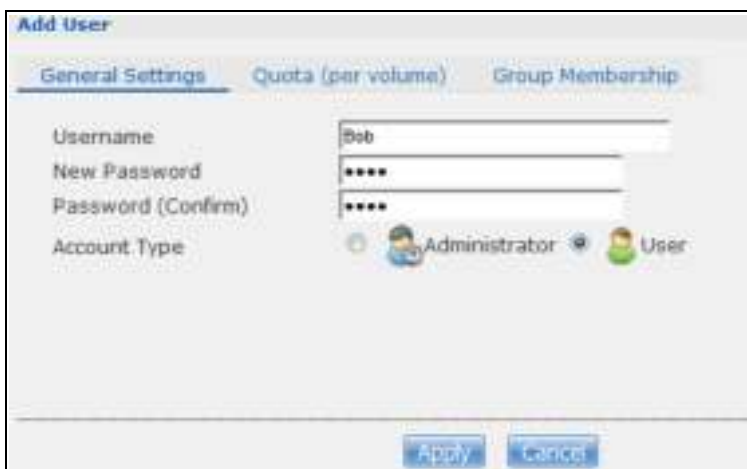 Add User
General Settings Quota (per volume) Group Membership
Username Bob
New Password ••••
Password (Confirm) ••••
Account Type Administrator User
Apply Cancel